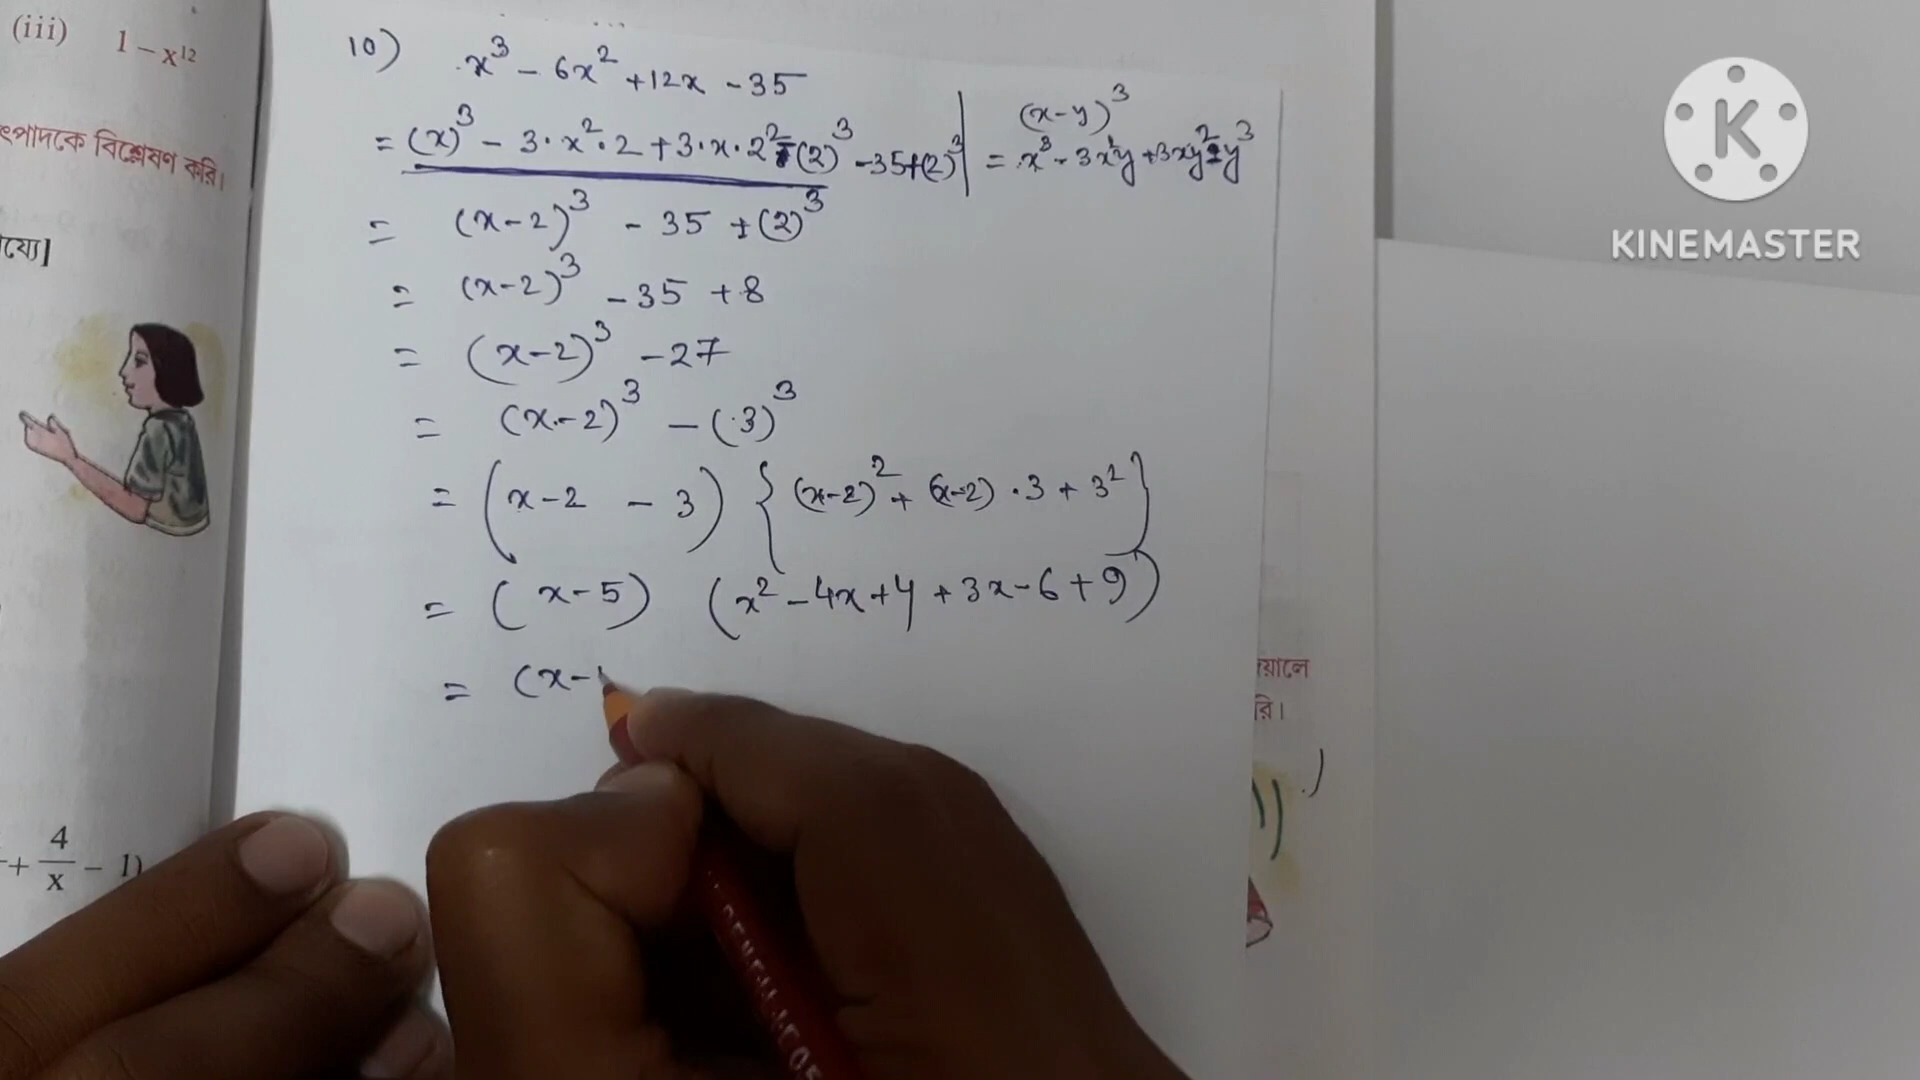 (iii) 1 – x¹²
বিশ্লেষণ করি।
10) x³ - 6x² + 12x - 35
= (x)³ - 3·x²·2 + 3·x·2² - (2)³ - 35 + (2)³
(x-y)³
= x³ - 3x²y + 3xy² - y³
= (x-2)³ - 35 + (2)³
= (x-2)³ - 35 + 8
= (x-2)³ - 27
= (x-2)³ - (3)³
= (x-2 - 3) {(x-2)² + (x-2)·3 + 3²}
= (x-5) (x² - 4x + 4 + 3x - 6 + 9)
= (x-
+ 4/x – 1)
K
KINEMASTER